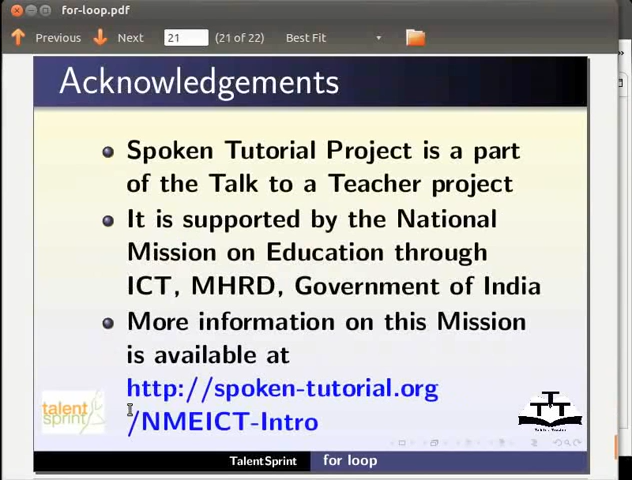 for-loop.pdf
Previous Next 21 (21 of 22) Best Fit
Acknowledgements
Spoken Tutorial Project is a part
of the Talk to a Teacher project
It is supported by the National
Mission on Education through
ICT, MHRD, Government of India
More information on this Mission
is available at
http://spoken-tutorial.org
/NMEICT-Intro
talent
sprint
TalentSprint for loop